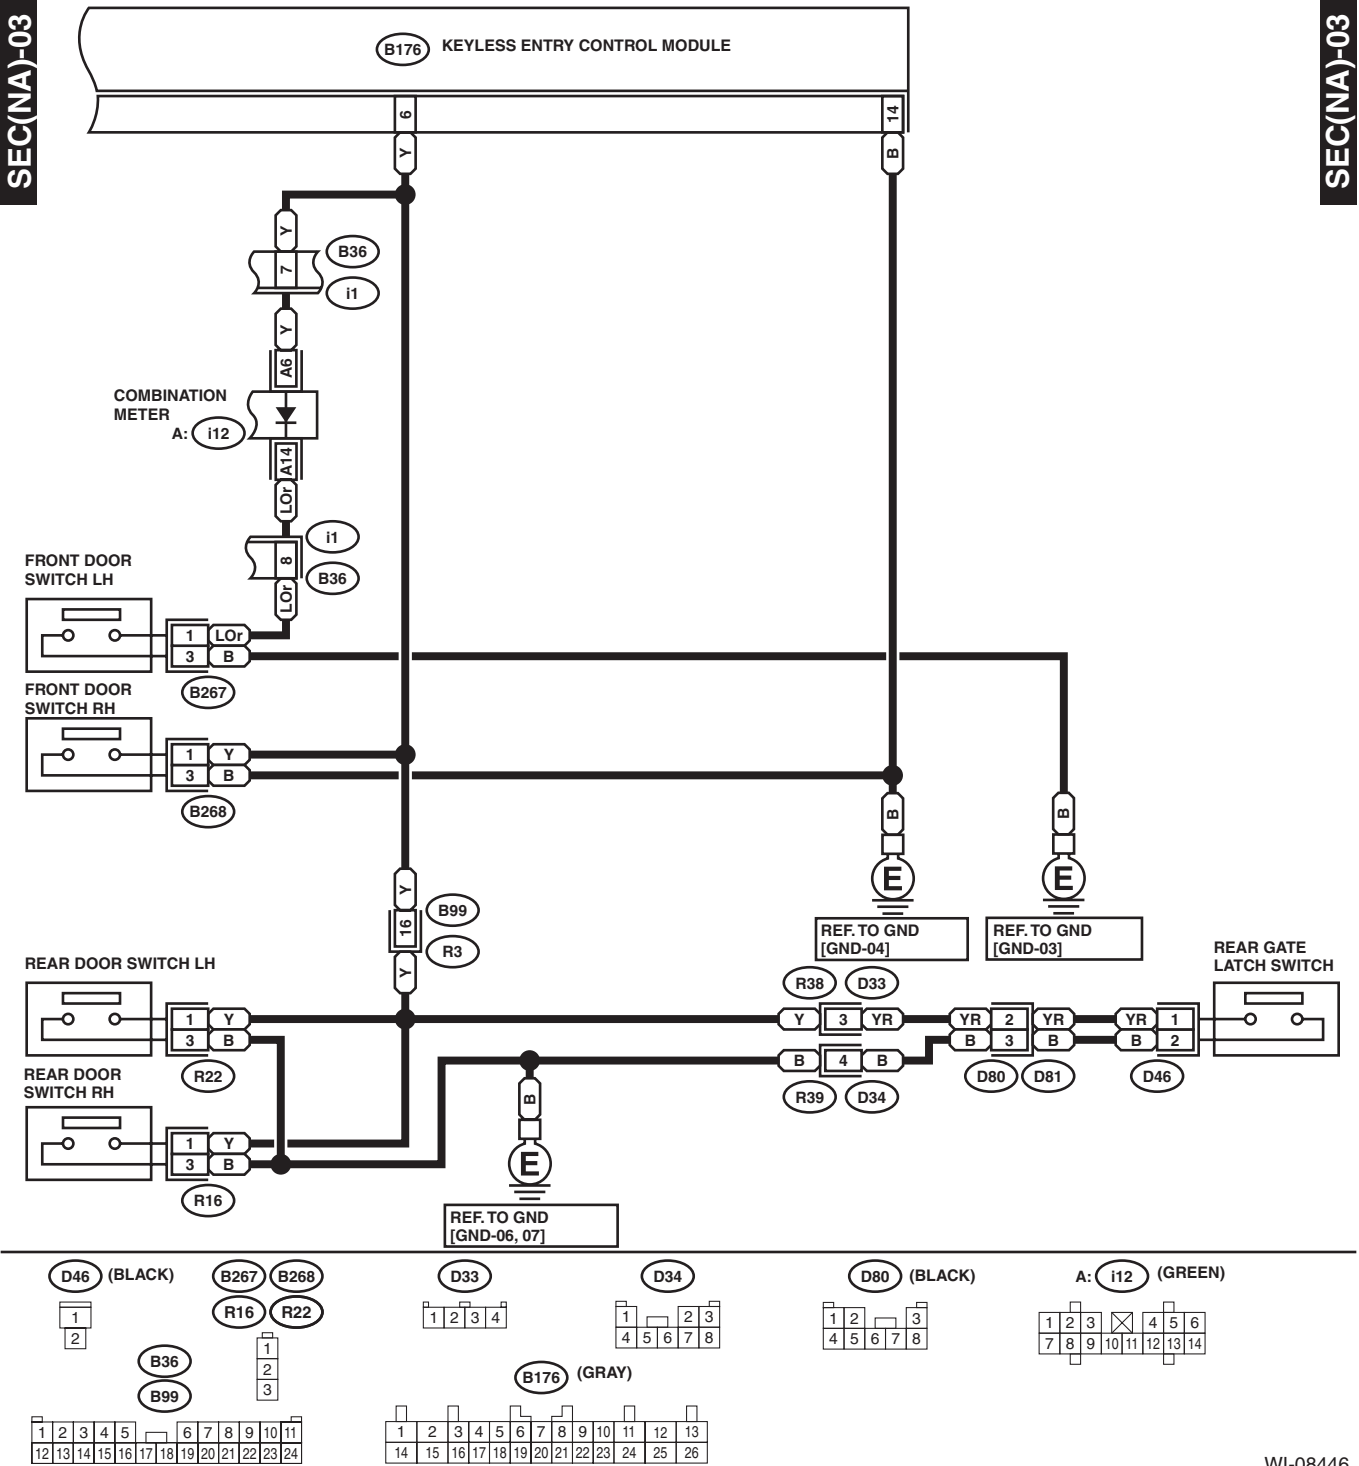 SEC(NA)-03
SEC(NA)-03
B176 KEYLESS ENTRY CONTROL MODULE
6
14
Y
B
Y
7
B36
i1
Y
A6
COMBINATION
METER
A: i12
A14
LOr
i1
8
B36
LOr
FRONT DOOR
SWITCH LH
1 LOr
3 B
B267
FRONT DOOR
SWITCH RH
1 Y
3 B
B268
B
B
E
E
REF. TO GND
[GND-04]
REF. TO GND
[GND-03]
Y
16
B99
R3
Y
REAR DOOR SWITCH LH
1 Y
3 B
R22
REAR DOOR
SWITCH RH
1 Y
3 B
R16
R38 D33
Y 3 YR
B 4 B
R39 D34
YR 2 YR
B 3 B
D80 D81
YR 1
B 2
D46
REAR GATE
LATCH SWITCH
B
E
REF. TO GND
[GND-06, 07]
D46 (BLACK)
1
2
B267 B268
R16 R22
1
2
3
D33
1 2 3 4
D34
1 2 3
4 5 6 7 8
D80 (BLACK)
1 2 3
4 5 6 7 8
A: i12 (GREEN)
1 2 3 4 5 6
7 8 9 10 11 12 13 14
B36
B99
1 2 3 4 5 6 7 8 9 10 11
12 13 14 15 16 17 18 19 20 21 22 23 24
B176 (GRAY)
1 2 3 4 5 6 7 8 9 10 11 12 13
14 15 16 17 18 19 20 21 22 23 24 25 26
WI-08446